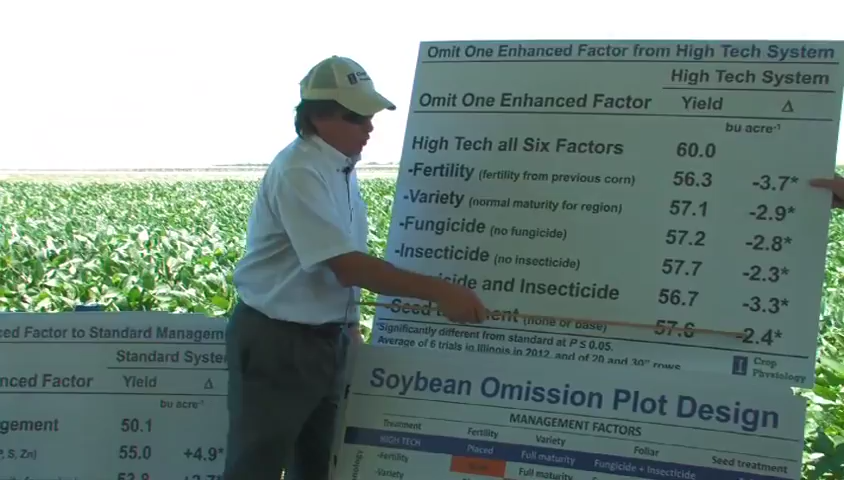 Omit One Enhanced Factor from High Tech System
High Tech System
Omit One Enhanced Factor Yield Δ
bu acre-1
High Tech all Six Factors 60.0
-Fertility (fertility from previous corn) 56.3 -3.7*
-Variety (normal maturity for region) 57.1 -2.9*
-Fungicide (no fungicide) 57.2 -2.8*
-Insecticide (no insecticide) 57.7 -2.3*
and Insecticide 56.7 -3.3*
(none or base) 57.6 -2.4*
*Significantly different from standard at P ≤ 0.05.
Average of 6 trials in Illinois in 2012, and of 20 and 30" rows
Crop
Physiology
ced Factor to Standard Management
Standard Syste
nced Factor Yield Δ
bu acre-1
gement 50.1
P, S, Zn) 55.0 +4.9*
53.8
Soybean Omission Plot Design
MANAGEMENT FACTORS
Treatment Fertility Variety Foliar Seed treatment
HIGH TECH Placed Full maturity Fungicide + Insecticide
-Fertility Full maturity
-Variety